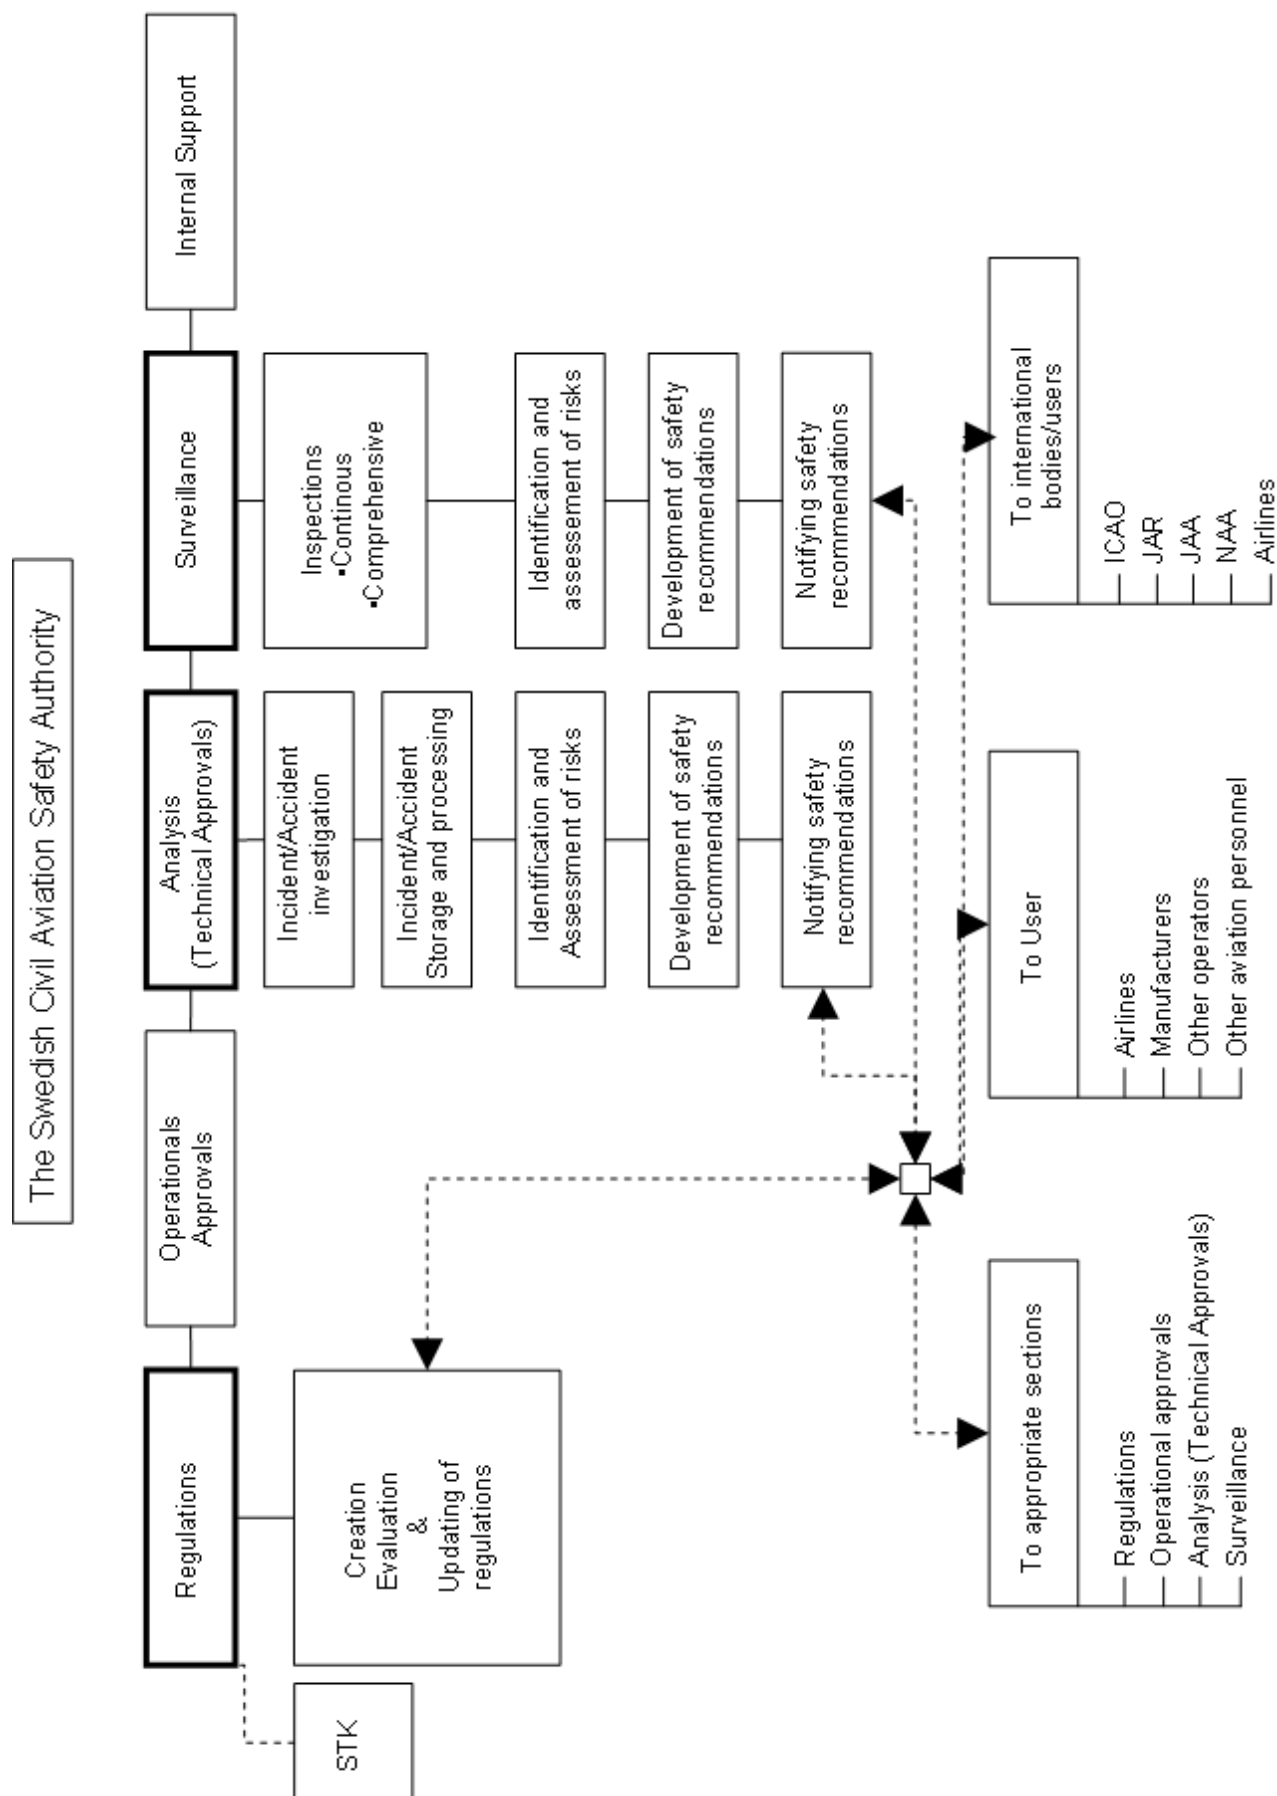 The Swedish Civil Aviation Safety Authority
Regulations
Operationals
Approvals
Analysis
(Technical Approvals)
Surveillance
Internal Support
STK
Creation
Evaluation
&
Updating of
regulations
Incident/Accident
investigation
Incident/Accident
Storage and processing
Identification and
Assessment of risks
Development of safety
recommendations
Notifying safety
recommendations
Inspections
▪Continous
▪Comprehensive
Identification and
assessment of risks
Development of safety
recommendations
Notifying safety
recommendations
To appropriate sections
Regulations
Operational approvals
Analysis (Technical Approvals)
Surveillance
To User
Airlines
Manufacturers
Other operators
Other aviation personnel
To international
bodies/users
ICAO
JAR
JAA
NAA
Airlines